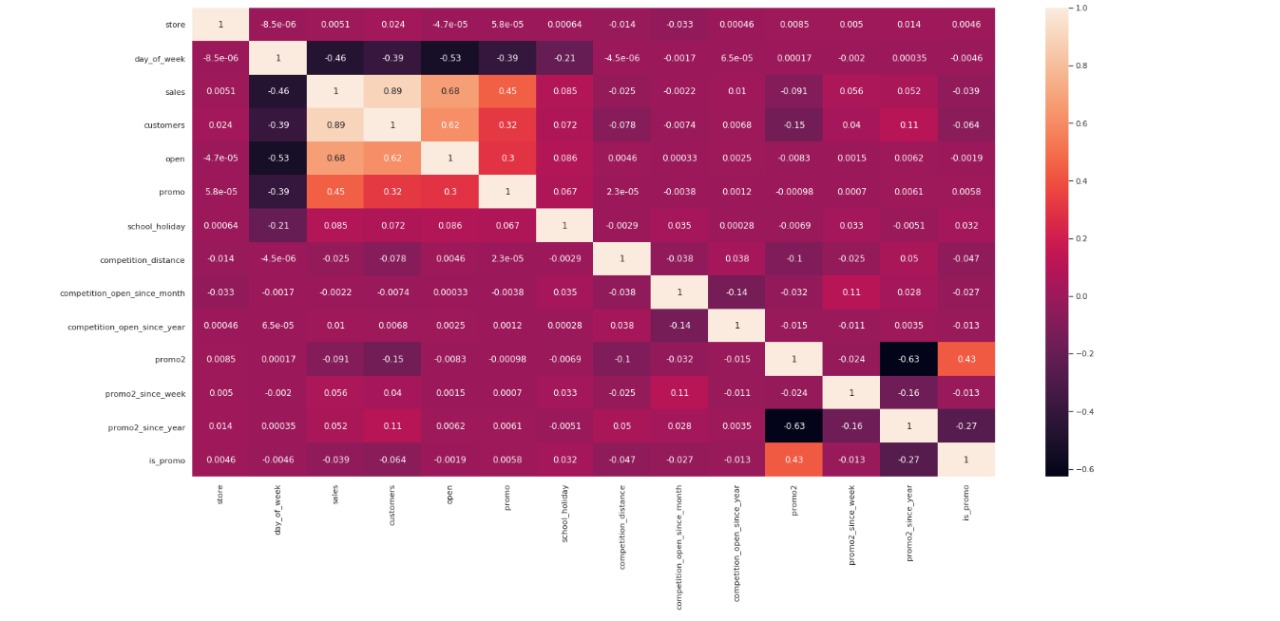 store 1 -8.5e-06 0.0051 0.024 -4.7e-05 5.8e-05 0.00064 -0.014 -0.033 0.00046 0.0085 0.005 0.014 0.0046
day_of_week -8.5e-06 1 -0.46 -0.39 -0.53 -0.39 -0.21 -4.5e-06 -0.0017 6.5e-05 0.00017 -0.002 0.00035 -0.0046
sales 0.0051 -0.46 1 0.89 0.68 0.45 0.085 -0.025 -0.0022 0.01 -0.091 0.056 0.052 -0.039
customers 0.024 -0.39 0.89 1 0.62 0.32 0.072 -0.078 -0.0074 0.0068 -0.15 0.04 0.11 -0.064
open -4.7e-05 -0.53 0.68 0.62 1 0.3 0.086 0.0046 0.00033 0.0025 -0.0083 0.0015 0.0062 -0.0019
promo 5.8e-05 -0.39 0.45 0.32 0.3 1 0.067 2.3e-05 -0.0038 0.0012 -0.00098 0.0007 0.0061 0.0058
school_holiday 0.00064 -0.21 0.085 0.072 0.086 0.067 1 -0.0029 0.035 0.00028 -0.0069 0.033 -0.0051 0.032
competition_distance -0.014 -4.5e-06 -0.025 -0.078 0.0046 2.3e-05 -0.0029 1 -0.038 0.038 -0.1 -0.025 0.05 -0.047
competition_open_since_month -0.033 -0.0017 -0.0022 -0.0074 0.00033 -0.0038 0.035 -0.038 1 -0.14 -0.032 0.11 0.028 -0.027
competition_open_since_year 0.00046 6.5e-05 0.01 0.0068 0.0025 0.0012 0.00028 0.038 -0.14 1 -0.015 -0.011 0.0035 -0.013
promo2 0.0085 0.00017 -0.091 -0.15 -0.0083 -0.00098 -0.0069 -0.1 -0.032 -0.015 1 -0.024 -0.63 0.43
promo2_since_week 0.005 -0.002 0.056 0.04 0.0015 0.0007 0.033 -0.025 0.11 -0.011 -0.024 1 -0.16 -0.013
promo2_since_year 0.014 0.00035 0.052 0.11 0.0062 0.0061 -0.0051 0.05 0.028 0.0035 -0.63 -0.16 1 -0.27
is_promo 0.0046 -0.0046 -0.039 -0.064 -0.0019 0.0058 0.032 -0.047 -0.027 -0.013 0.43 -0.013 -0.27 1
store
day_of_week
sales
customers
open
promo
school_holiday
competition_distance
competition_open_since_month
competition_open_since_year
promo2
promo2_since_week
promo2_since_year
is_promo
1.0
0.8
0.6
0.4
0.2
0.0
−0.2
−0.4
−0.6